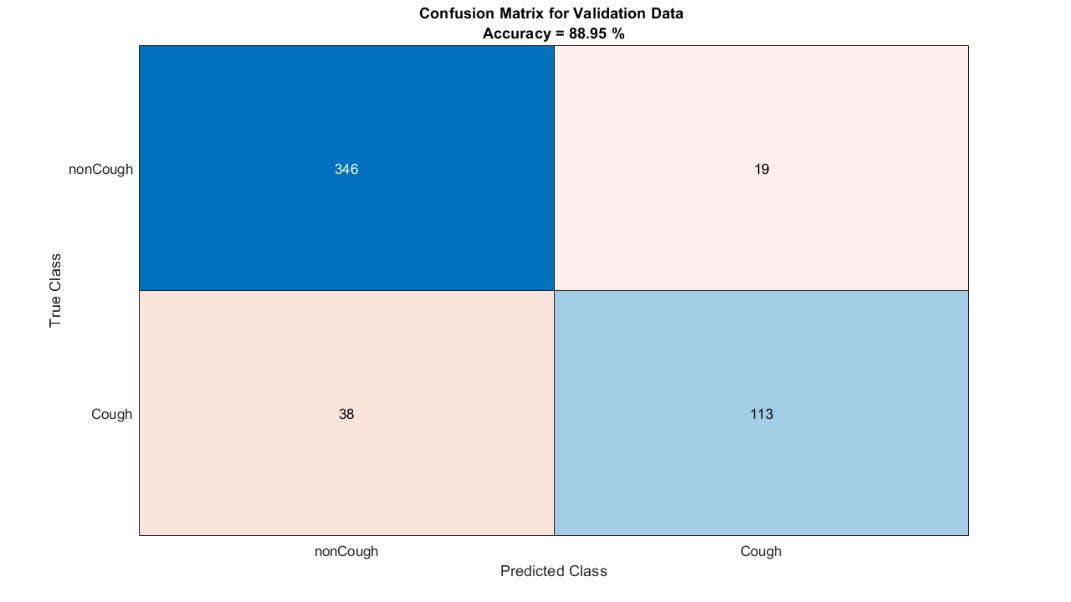 Confusion Matrix for Validation Data
Accuracy = 88.95 %
nonCough
346
19
True Class
Cough
38
113
nonCough
Cough
Predicted Class